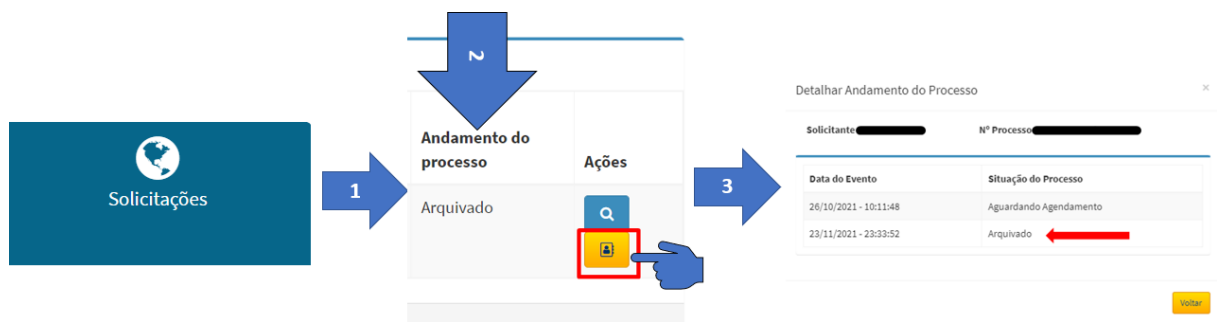 Solicitações
1
2
Andamento do
processo
Ações
Arquivado
3
Detalhar Andamento do Processo
×
Solicitante
Nº Processo
Data do Evento
Situação do Processo
26/10/2021 - 10:11:48
Aguardando Agendamento
23/11/2021 - 23:33:52
Arquivado
Voltar